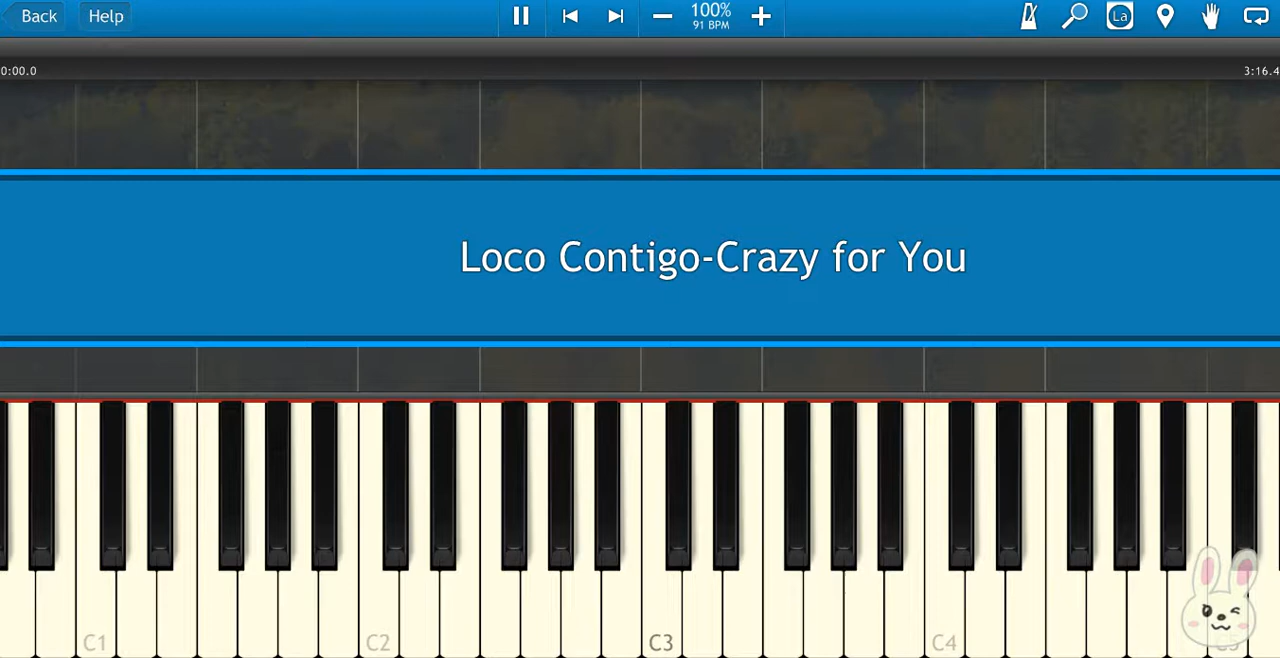 Back Help 100%
91 BPM
La
0:00.0 3:16.4
Loco Contigo-Crazy for You
C1 C2 C3 C4 C5